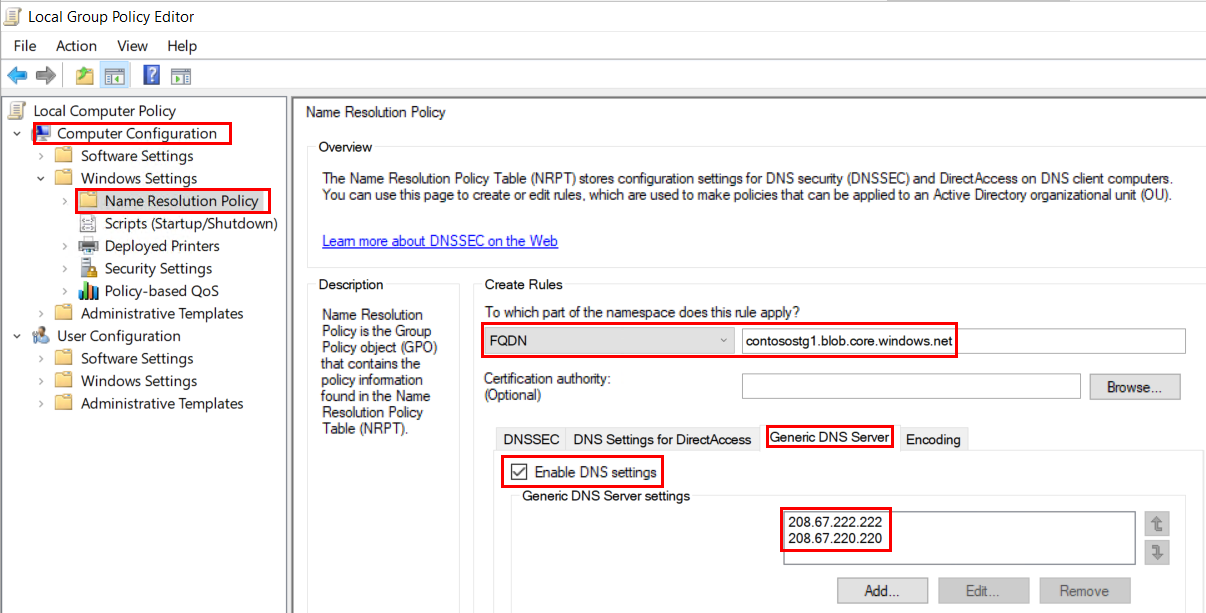 Local Group Policy Editor
File Action View Help
Local Computer Policy
Computer Configuration
Software Settings
Windows Settings
Name Resolution Policy
Scripts (Startup/Shutdown)
Deployed Printers
Security Settings
Policy-based QoS
Administrative Templates
User Configuration
Software Settings
Windows Settings
Administrative Templates
Name Resolution Policy
Overview
The Name Resolution Policy Table (NRPT) stores configuration settings for DNS security (DNSSEC) and DirectAccess on DNS client computers.
You can use this page to create or edit rules, which are used to make policies that can be applied to an Active Directory organizational unit (OU).
Learn more about DNSSEC on the Web
Description
Name Resolution
Policy is the Group
Policy object (GPO)
that contains the
policy information
found in the Name
Resolution Policy
Table (NRPT).
Create Rules
To which part of the namespace does this rule apply?
FQDN contosostg1.blob.core.windows.net
Certification authority:
(Optional)
Browse...
DNSSEC DNS Settings for DirectAccess Generic DNS Server Encoding
Enable DNS settings
Generic DNS Server settings
208.67.222.222
208.67.220.220
Add... Edit... Remove